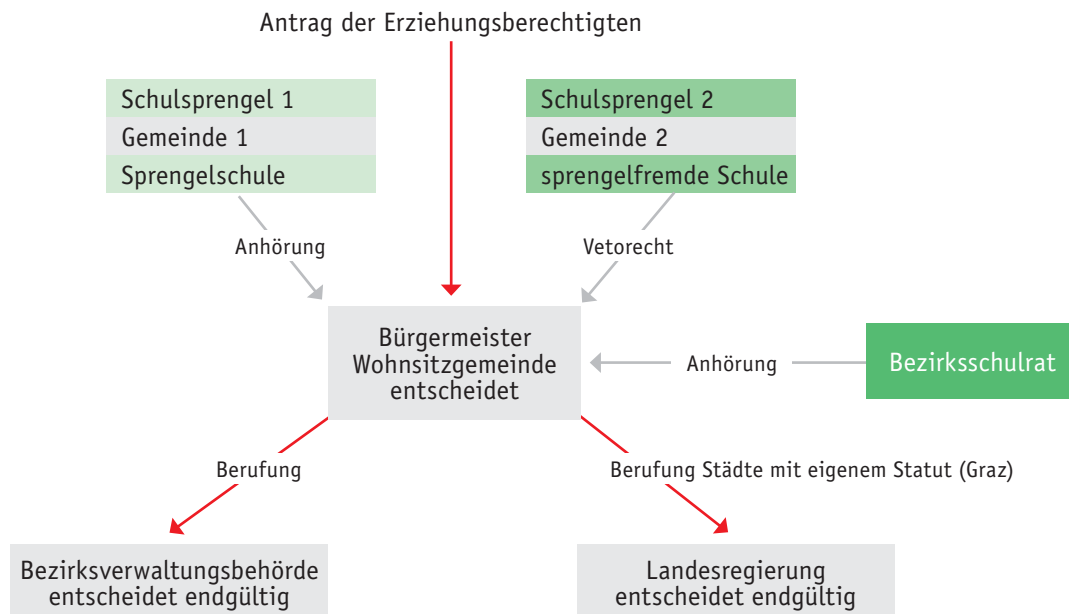 Antrag der Erziehungsberechtigten
Schulsprengel 1
Gemeinde 1
Sprengelschule
Schulsprengel 2
Gemeinde 2
sprengelfremde Schule
Anhörung
Vetorecht
Bürgermeister
Wohnsitzgemeinde
entscheidet
Anhörung
Bezirksschulrat
Berufung
Berufung Städte mit eigenem Statut (Graz)
Bezirksverwaltungsbehörde
entscheidet endgültig
Landesregierung
entscheidet endgültig